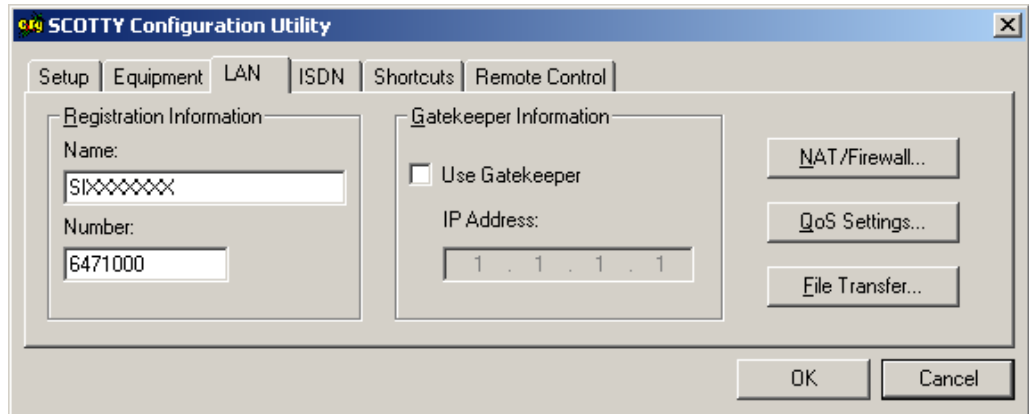 SCOTTY Configuration Utility
Setup
Equipment
LAN
ISDN
Shortcuts
Remote Control
Registration Information
Name:
SIXXXXXXX
Number:
6471000
Gatekeeper Information
Use Gatekeeper
IP Address:
1 . 1 . 1 . 1
NAT/Firewall...
QoS Settings...
File Transfer...
OK
Cancel